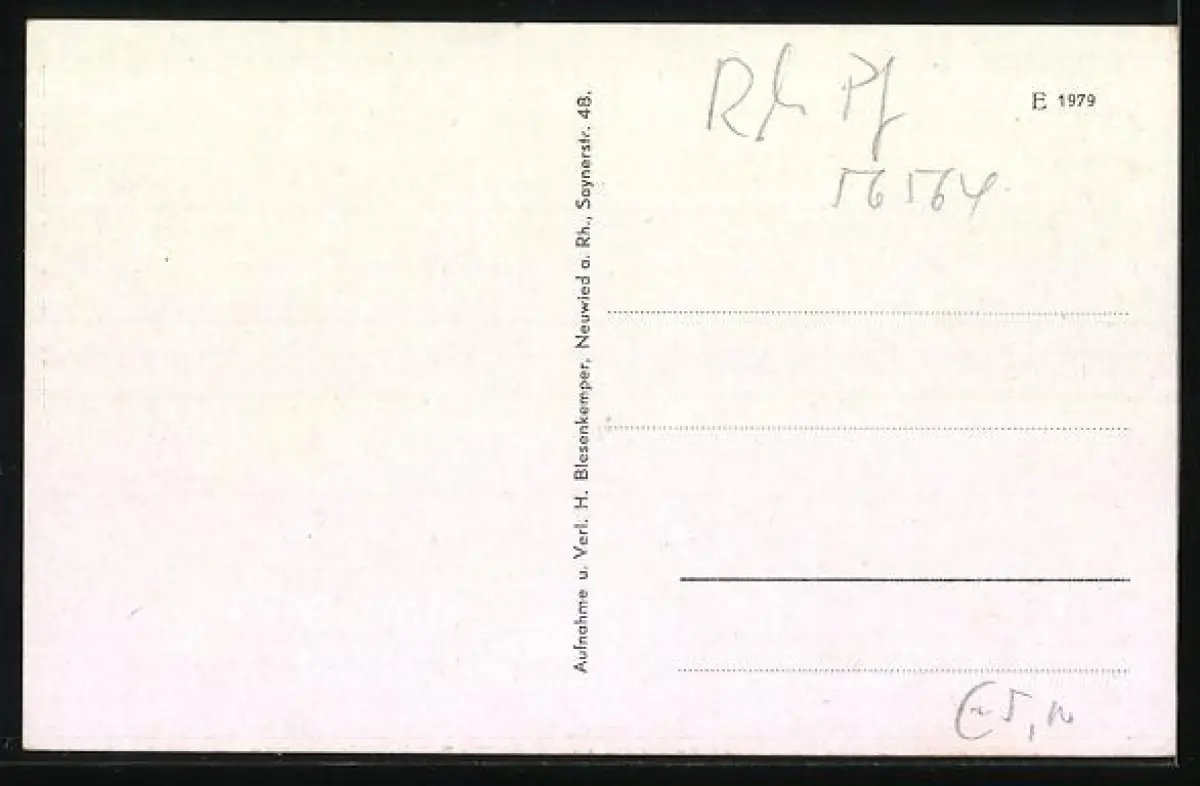 Rh Pf
E 1979
56564
Aufnahme u. Verl. H. Blesenkemper, Neuwied a. Rh., Saynerstr. 48.